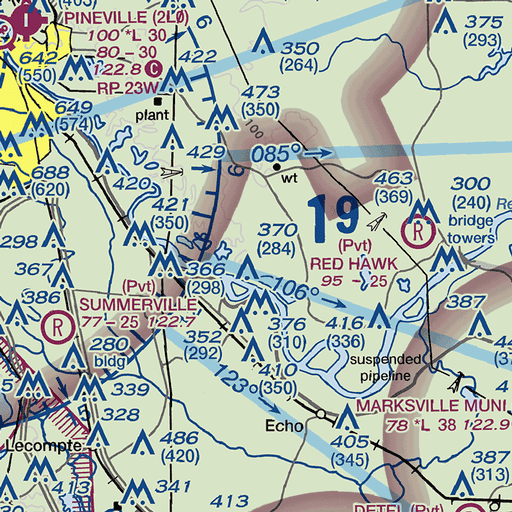 PINEVILLE (2L0)
100 *L 30
80 - 30
122.8 C
RP 23W
642
(550)
422
350
(264)
375
(293)
473
(350)
plant
649
(574)
100
429
085°
wt
688
(620)
420
421
(350)
19
463
(369)
R
300
(240)
bridge
towers
298
370
(284)
(Pvt)
RED HAWK
95 - 25
367
(Pvt)
SUMMERVILLE
77 - 25 122.7
366
(298)
106°
386
R
387
376
(310)
416
(336)
352
(292)
280
bldg
suspended
pipeline
410
(350)
123°
339
328
MARKSVILLE MUNI
78 *L 38 122.9
Echo
405
(345)
Lecompte
486
(420)
387
(313)
413
341
413
DETEL (Pvt)